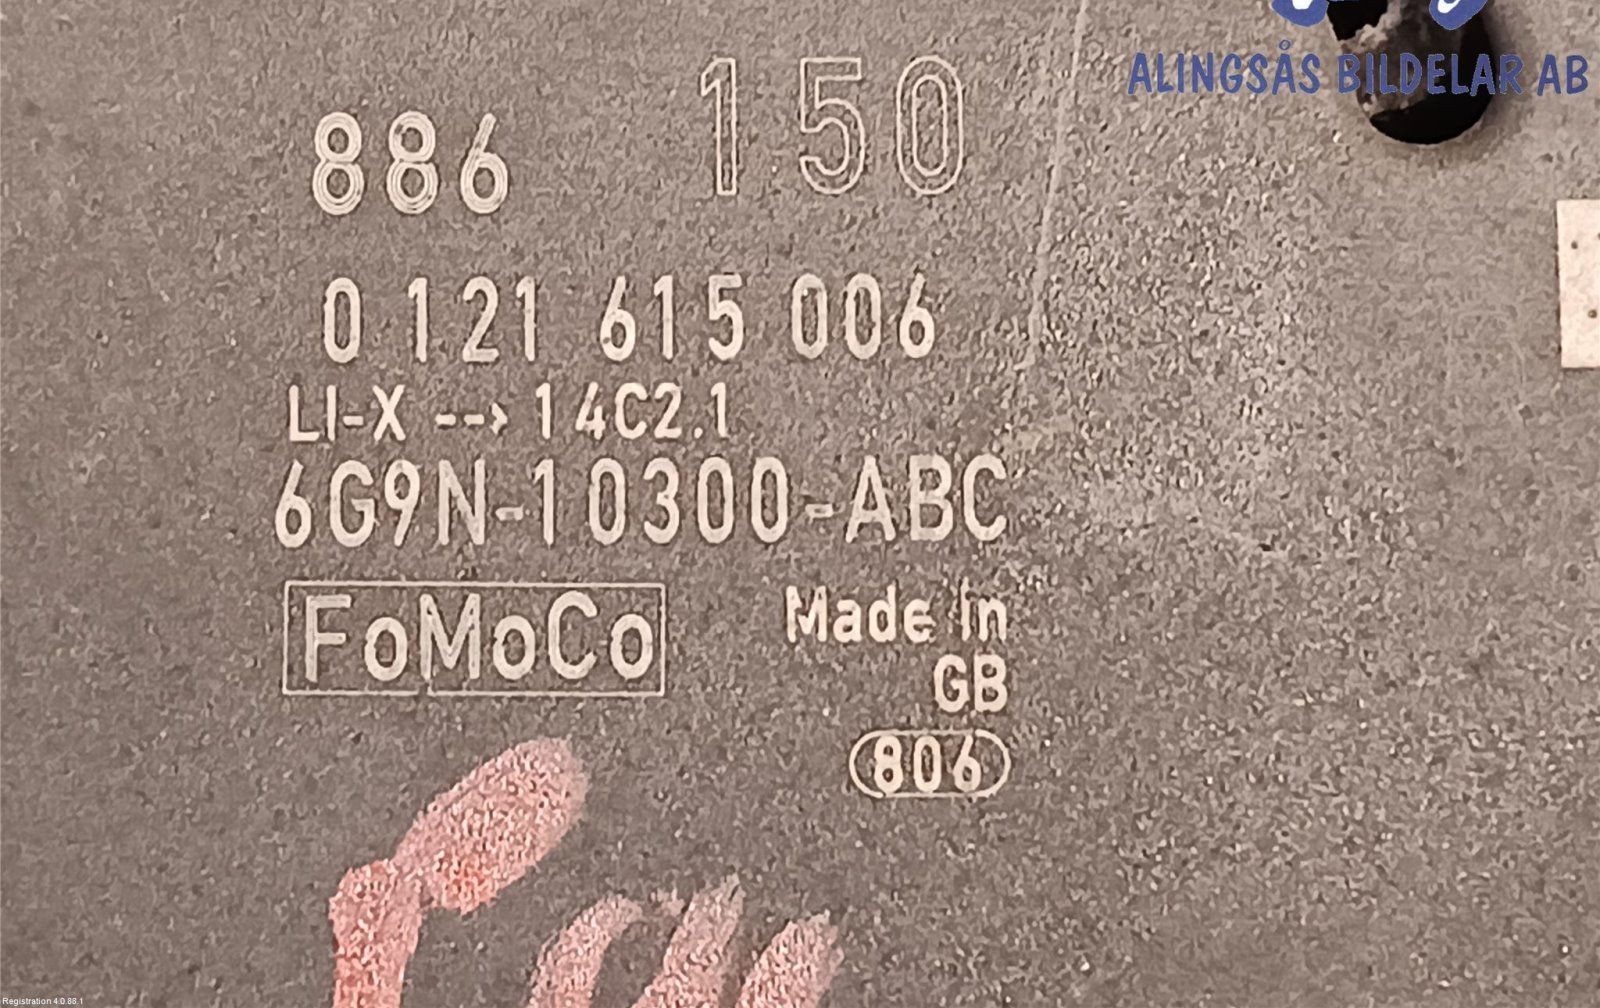 ALINGSÅS BILDELAR AB
886 150
0 121 615 006
LI-X --> 14C2.1
6G9N-10300-ABC
FoMoCo
Made In
GB
806
Registration 4.0.88.1